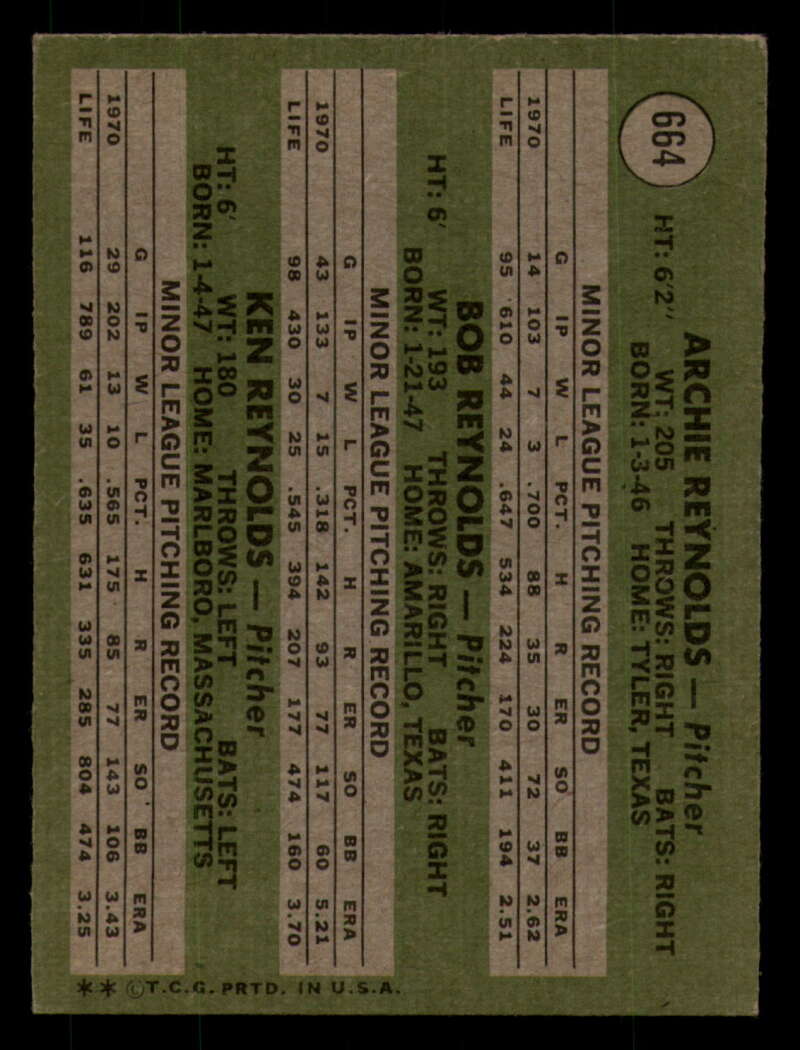 664
ARCHIE REYNOLDS — Pitcher
HT: 6'2" WT: 205 THROWS: RIGHT BATS: RIGHT
BORN: 1-3-46 HOME: TYLER, TEXAS
MINOR LEAGUE PITCHING RECORD
G IP W L PCT. H R ER SO BB ERA
1970 14 103 7 3 .700 88 35 30 72 37 2.62
LIFE 95 610 44 24 .647 534 224 170 411 194 2.51
BOB REYNOLDS — Pitcher
HT: 6' WT: 193 THROWS: RIGHT BATS: RIGHT
BORN: 1-21-47 HOME: AMARILLO, TEXAS
MINOR LEAGUE PITCHING RECORD
G IP W L PCT. H R ER SO BB ERA
1970 43 133 7 15 .318 142 93 77 117 60 5.21
LIFE 98 430 30 25 .545 394 207 177 474 160 3.70
KEN REYNOLDS — Pitcher
HT: 6' WT: 180 THROWS: LEFT BATS: LEFT
BORN: 1-4-47 HOME: MARLBORO, MASSACHUSETTS
MINOR LEAGUE PITCHING RECORD
G IP W L PCT. H R ER SO BB ERA
1970 29 202 13 10 .565 175 85 77 143 106 3.43
LIFE 116 789 61 35 .635 631 335 285 804 474 3.25
** ©T.C.G. PRTD. IN U.S.A.